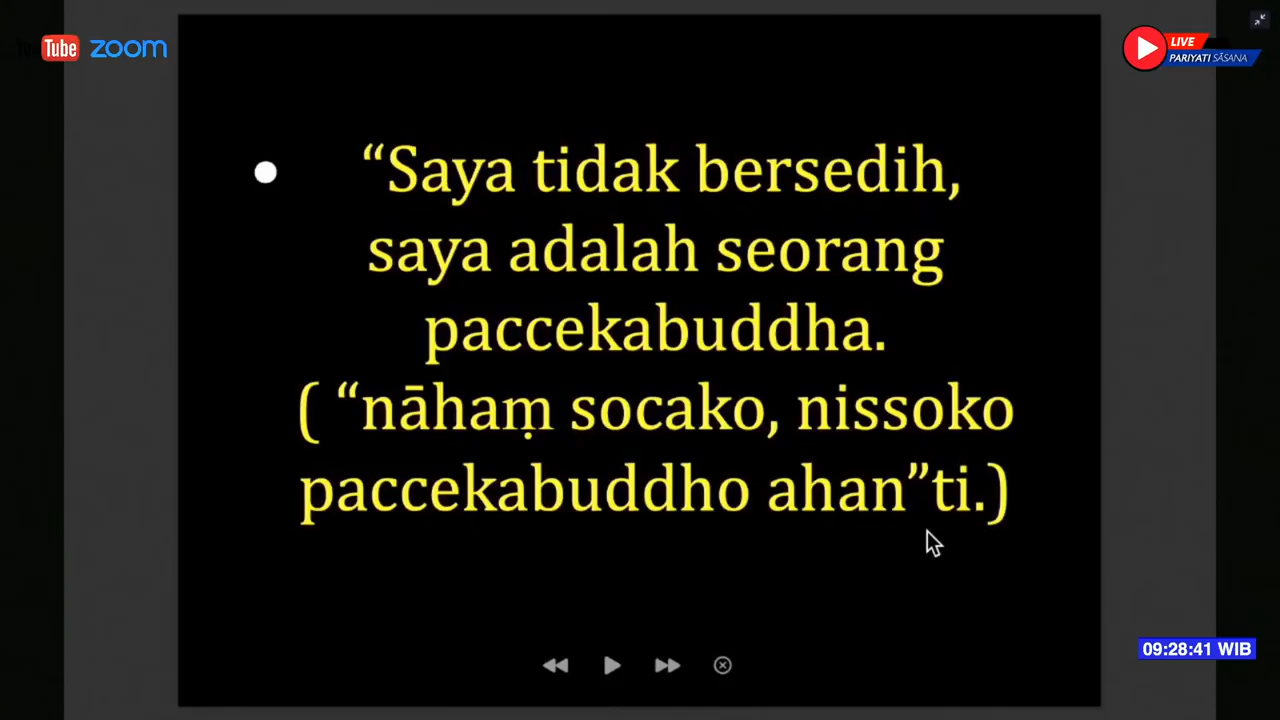 Tube zoom
LIVE
PARIYATI SĀSANA
“Saya tidak bersedih,
saya adalah seorang
paccekabuddha.
( “nāhaṃ socako, nissoko
paccekabuddho ahan”ti.)
09:28:41 WIB